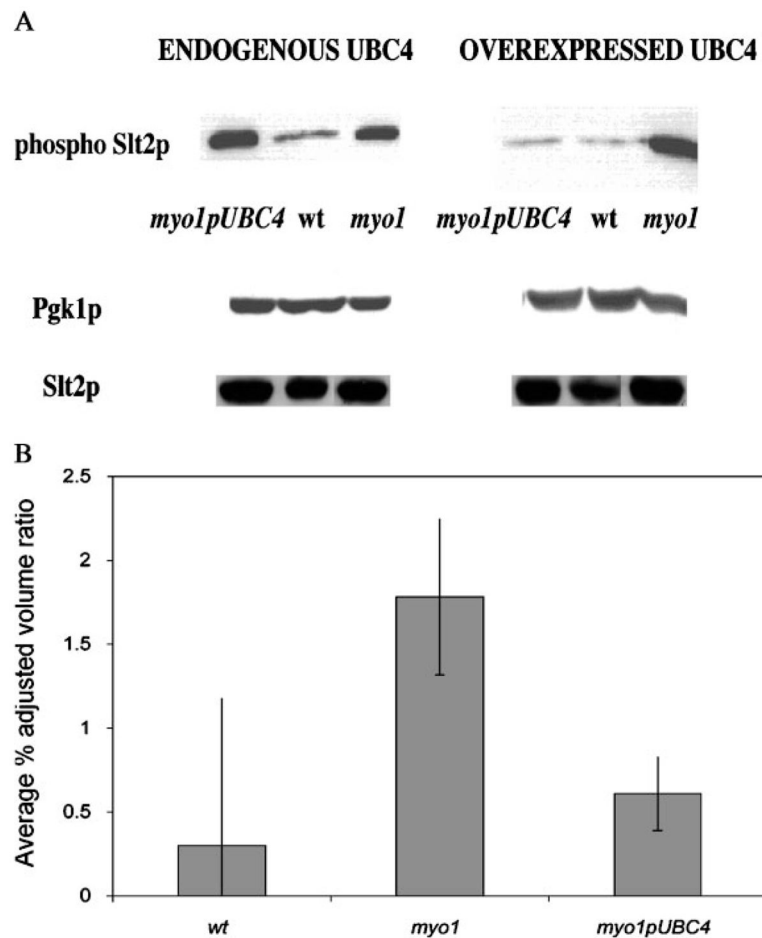 A
ENDOGENOUS UBC4 OVEREXPRESSED UBC4
phospho Slt2p
myo1pUBC4 wt myo1 myo1pUBC4 wt myo1
Pgk1p
Slt2p
B
Average % adjusted volume ratio
2.5
2
1.5
1
0.5
0
wt myo1 myo1pUBC4